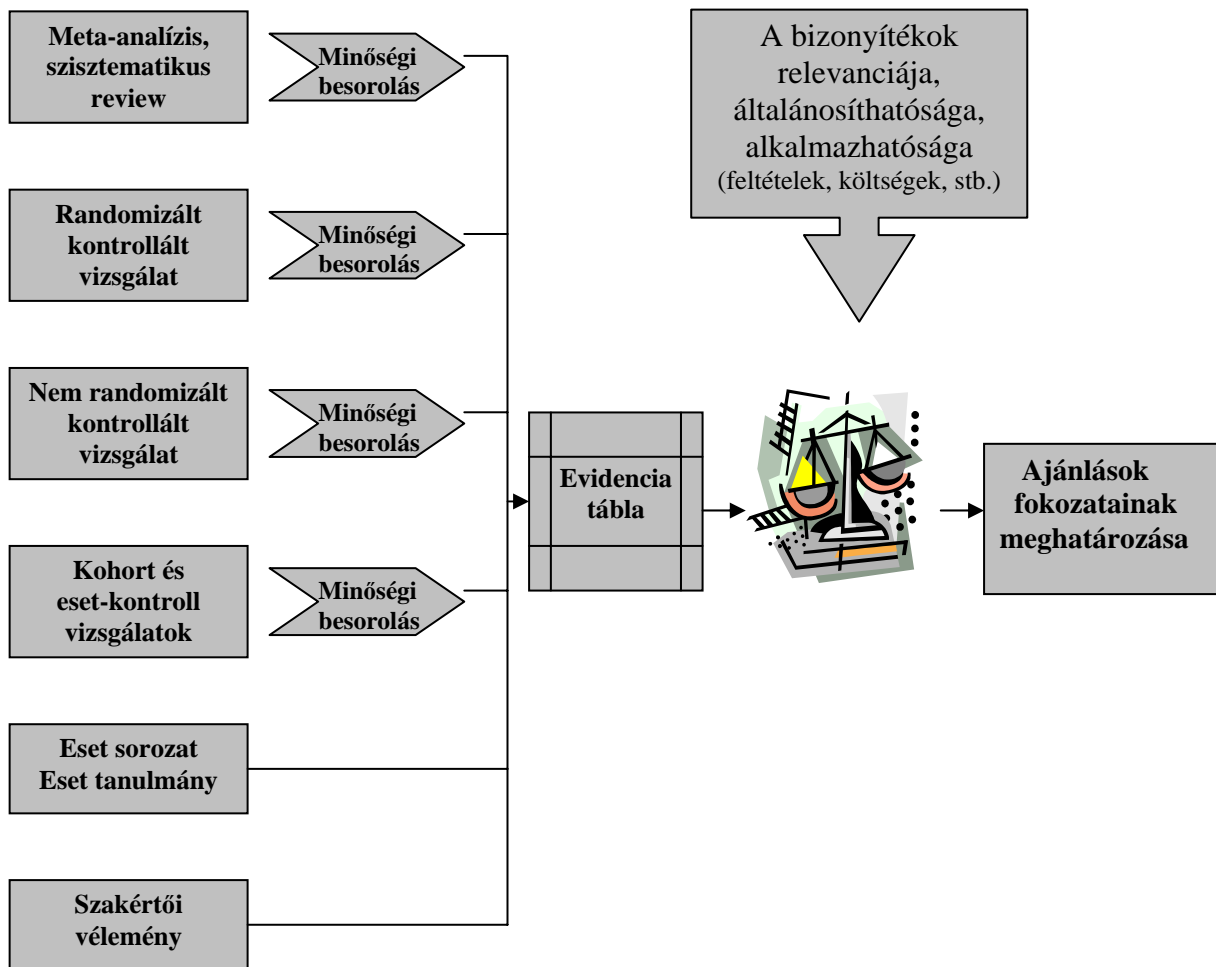 Meta-analízis,
szisztematikus
review
Minőségi
besorolás
A bizonyítékok
relevanciája,
általánosíthatósága,
alkalmazhatósága
(feltételek, költségek, stb.)
Randomizált
kontrollált
vizsgálat
Minőségi
besorolás
Nem randomizált
kontrollált
vizsgálat
Minőségi
besorolás
Evidencia
tábla
Ajánlások
fokozatainak
meghatározása
Kohort és
eset-kontroll
vizsgálatok
Minőségi
besorolás
Eset sorozat
Eset tanulmány
Szakértői
vélemény